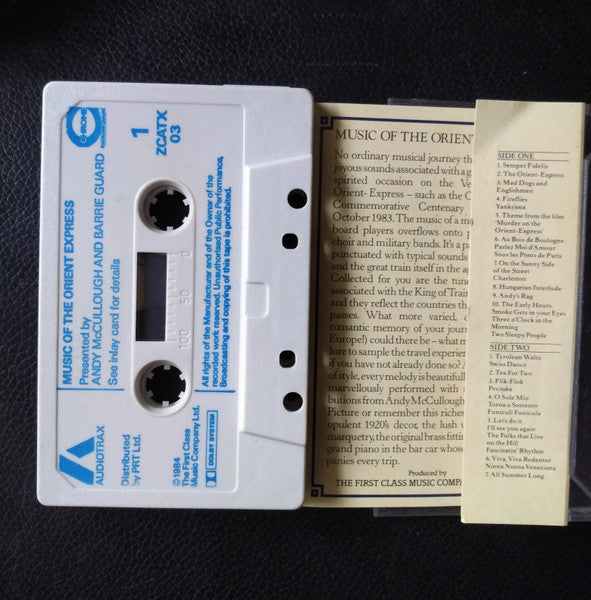 MUSIC OF THE ORIENT EXPRESS
Presented by
ANDY McCULLOUGH AND BARRIE GUARD
See inlay card for details
1
ZCATX
03
100 50 0
AUDIOTRAX
Distributed
by PRT Ltd.
©1984
The First Class
Music Company Ltd.
DOLBY SYSTEM
All rights of the Manufacturer and of the Owner of the
recorded work reserved. Unauthorised Public Performance,
Broadcasting and copying of this tape is prohibited.
MUSIC OF THE ORIENT
No ordinary musical journey th
joyous sounds associated with a g
spirited occasion on the Ve
Orient-Express – such as the C
Commemorative Centenary
October 1983. The music of a m
board players overflows onto p
choir and military bands. It's a pa
punctuated with typical sounds
and the great train itself in the ag
Collected for you are the tune
associated with the King of Train
and they reflect the countries th
passes. What more varied, c
romantic memory of your journ
Europe!) could there be – what m
sure to sample the travel experien
if you have not already done so? A
of style, every melody is beautifull
marvellously performed with
butions from Andy McCullough
Picture or remember this riches
opulent 1920's decor, the lush u
marquetry, the original brass fittin
grand piano in the bar car whose
panies every trip.
Produced by
THE FIRST CLASS MUSIC COMP
SIDE ONE
1. Semper Fidelis
2. The Orient-Express
3. Mad Dogs and
Englishmen
4. Fireflies
Yankyana
5. Theme from the film
'Murder on the
Orient-Express'
6. Au Bois de Boulogne
Parlez Moi d'Amour
Sous les Ponts de Paris
7. On the Sunny Side
of the Street
Charleston
8. Hungarian Interlude
9. Andy's Rag
10. The Early Hours,
Smoke Gets in your Eyes
Three o'Clock in the
Morning
Two Sleepy People
SIDE TWO
1. Tyrolean Waltz
Swiss Dance
2. Tea For Two
3. Flik-Flok
Pecinka
4. O Sole Mio
Torna a Sorrento
Funiculi Funicula
5. Let's do it
I'll see you again
The Folks that Live
on the Hill
Fascinatin' Rhythm
6. Viva, Viva Redentor
Ninna Nanna Veneziana
7. All Summer Long.